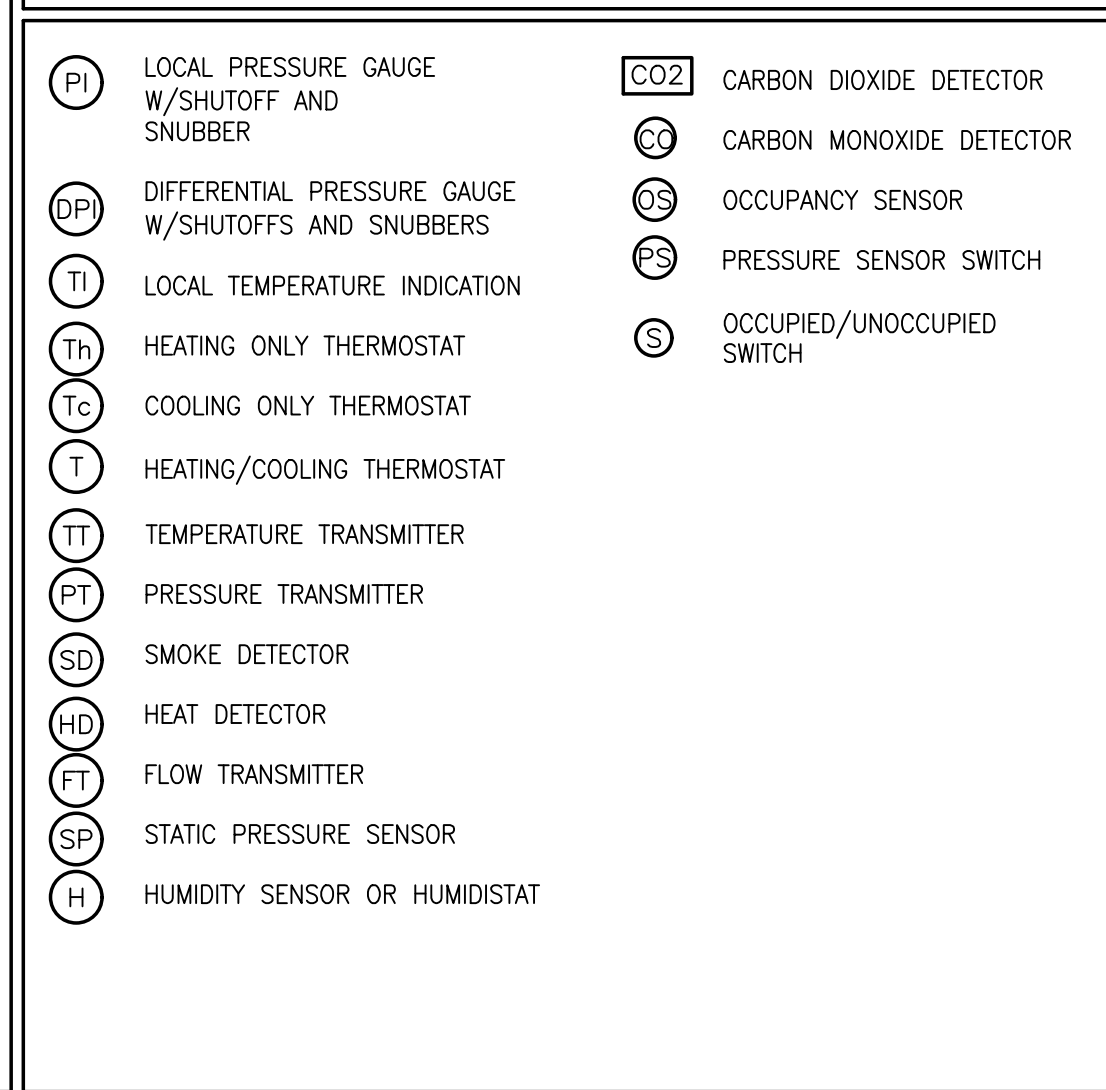 PI LOCAL PRESSURE GAUGE
W/SHUTOFF AND
SNUBBER
DPI DIFFERENTIAL PRESSURE GAUGE
W/SHUTOFFS AND SNUBBERS
TI LOCAL TEMPERATURE INDICATION
Th HEATING ONLY THERMOSTAT
Tc COOLING ONLY THERMOSTAT
T HEATING/COOLING THERMOSTAT
TT TEMPERATURE TRANSMITTER
PT PRESSURE TRANSMITTER
SD SMOKE DETECTOR
HD HEAT DETECTOR
FT FLOW TRANSMITTER
SP STATIC PRESSURE SENSOR
H HUMIDITY SENSOR OR HUMIDISTAT
CO2 CARBON DIOXIDE DETECTOR
CO CARBON MONOXIDE DETECTOR
OS OCCUPANCY SENSOR
PS PRESSURE SENSOR SWITCH
S OCCUPIED/UNOCCUPIED
SWITCH